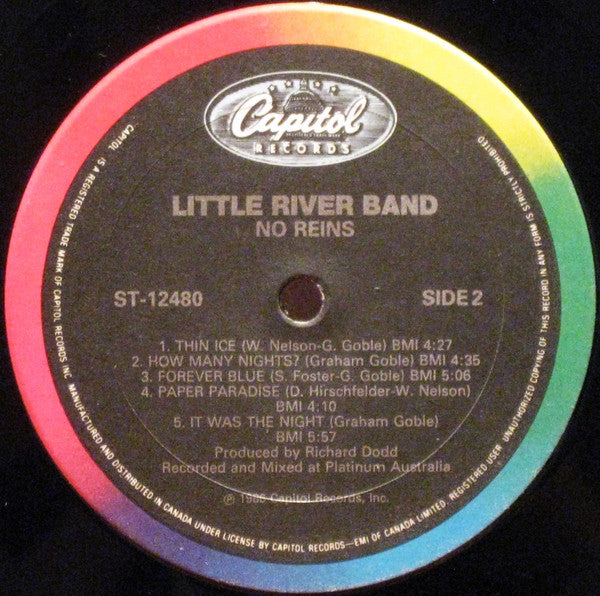 Capitol
RECORDS
LITTLE RIVER BAND
NO REINS
ST-12480
SIDE 2
1. THIN ICE (W. Nelson-G. Goble) BMI 4:27
2. HOW MANY NIGHTS? (Graham Goble) BMI 4:35
3. FOREVER BLUE (S. Foster-G. Goble) BMI 5:06
4. PAPER PARADISE (D. Hirschfelder-W. Nelson)
BMI 4:10
5. IT WAS THE NIGHT (Graham Goble)
BMI 5:57
Produced by Richard Dodd
Recorded and Mixed at Platinum Australia
℗ 1986 Capitol Records, Inc.
CAPITOL IS A REGISTERED TRADE MARK OF CAPITOL RECORDS INC. MANUFACTURED AND DISTRIBUTED IN CANADA UNDER LICENSE BY CAPITOL RECORDS—EMI OF CANADA LIMITED, REGISTERED USER. UNAUTHORIZED COPYING OF THIS RECORD IN ANY FORM IS STRICTLY PROHIBITED